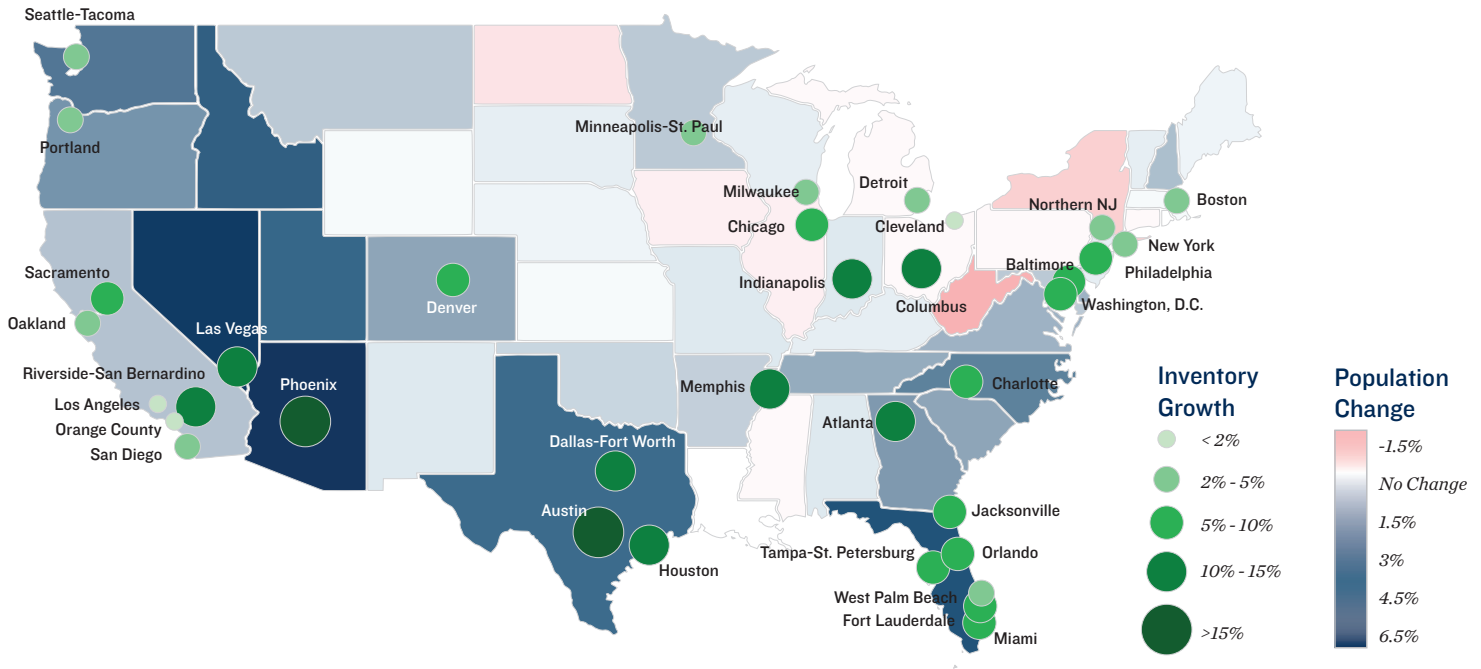 Seattle-Tacoma
Portland
Minneapolis-St. Paul
Milwaukee
Detroit
Chicago
Cleveland
Northern NJ
Boston
New York
Baltimore
Philadelphia
Washington, D.C.
Indianapolis
Columbus
Sacramento
Oakland
Denver
Las Vegas
Riverside-San Bernardino
Los Angeles
Orange County
San Diego
Phoenix
Memphis
Charlotte
Atlanta
Dallas-Fort Worth
Austin
Houston
Jacksonville
Tampa-St. Petersburg
Orlando
West Palm Beach
Fort Lauderdale
Miami
Inventory
Growth
< 2%
2% - 5%
5% - 10%
10% - 15%
>15%
Population
Change
-1.5%
No Change
1.5%
3%
4.5%
6.5%